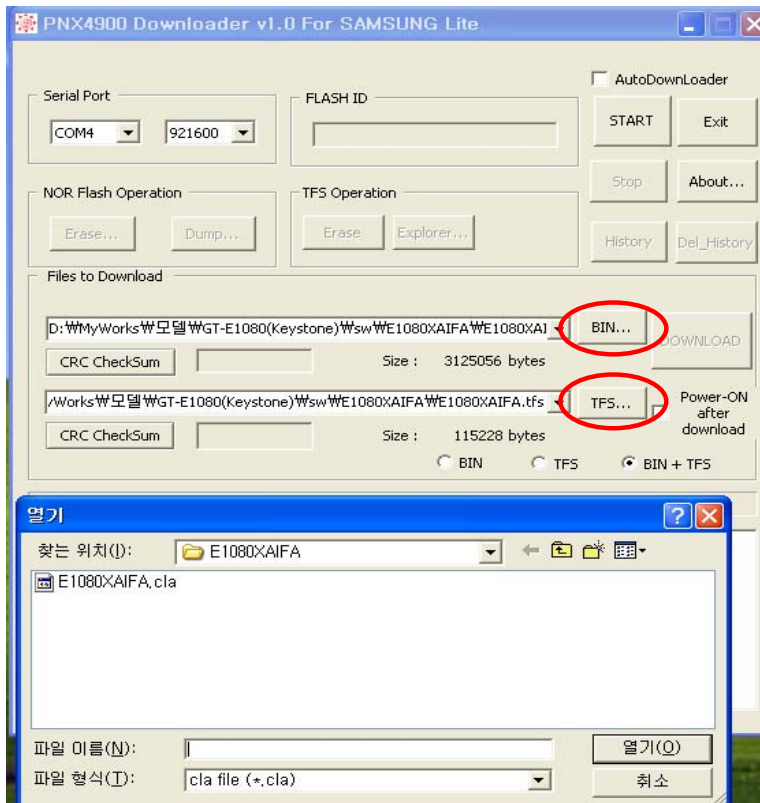 PNX4900 Downloader v1.0 For SAMSUNG Lite
AutoDownLoader
Serial Port
COM4
921600
FLASH ID
START
Exit
NOR Flash Operation
Erase...
Dump...
TFS Operation
Erase
Explorer...
Stop
About...
History
Del_History
Files to Download
D:₩MyWorks₩모델₩GT-E1080(Keystone)₩sw₩E1080XAIFA₩E1080XAI
BIN...
DOWNLOAD
CRC CheckSum
Size : 3125056 bytes
/Works₩모델₩GT-E1080(Keystone)₩sw₩E1080XAIFA₩E1080XAIFA.tfs
TFS...
Power-ON
after
download
CRC CheckSum
Size : 115228 bytes
BIN
TFS
BIN + TFS
열기
찾는 위치(I):
E1080XAIFA
E1080XAIFA.cla
파일 이름(N):
열기(O)
파일 형식(T):
cla file (*.cla)
취소